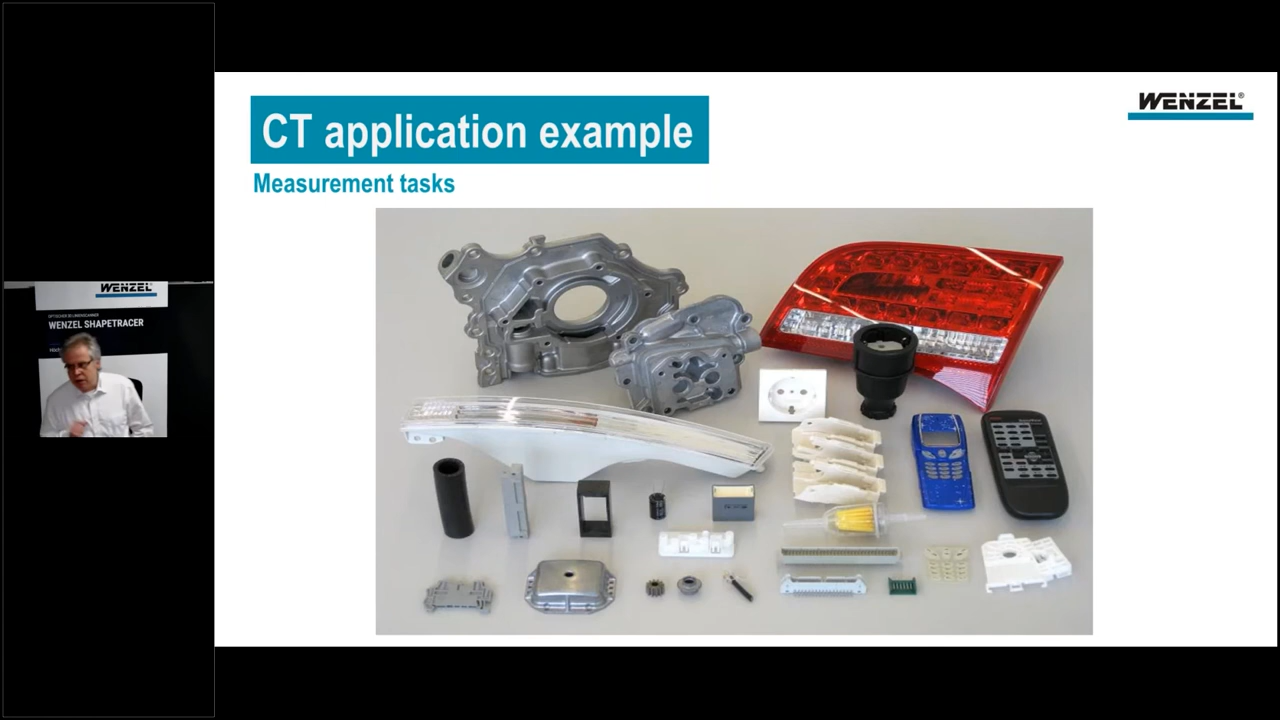 CT application example
Measurement tasks
WENZEL®
WENZEL
WENZEL SHAPETRACER